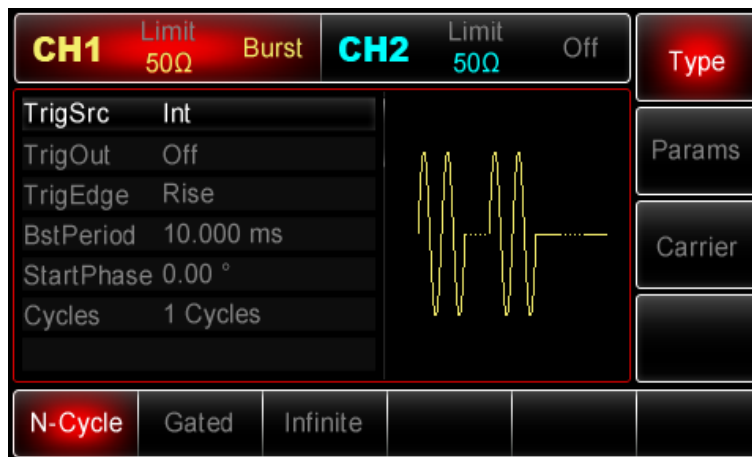 CH1 Limit 50Ω Burst CH2 Limit 50Ω Off
Type
TrigSrc Int
TrigOut Off
Params
TrigEdge Rise
BstPeriod 10.000 ms
Carrier
StartPhase 0.00 °
Cycles 1 Cycles
N-Cycle Gated Infinite